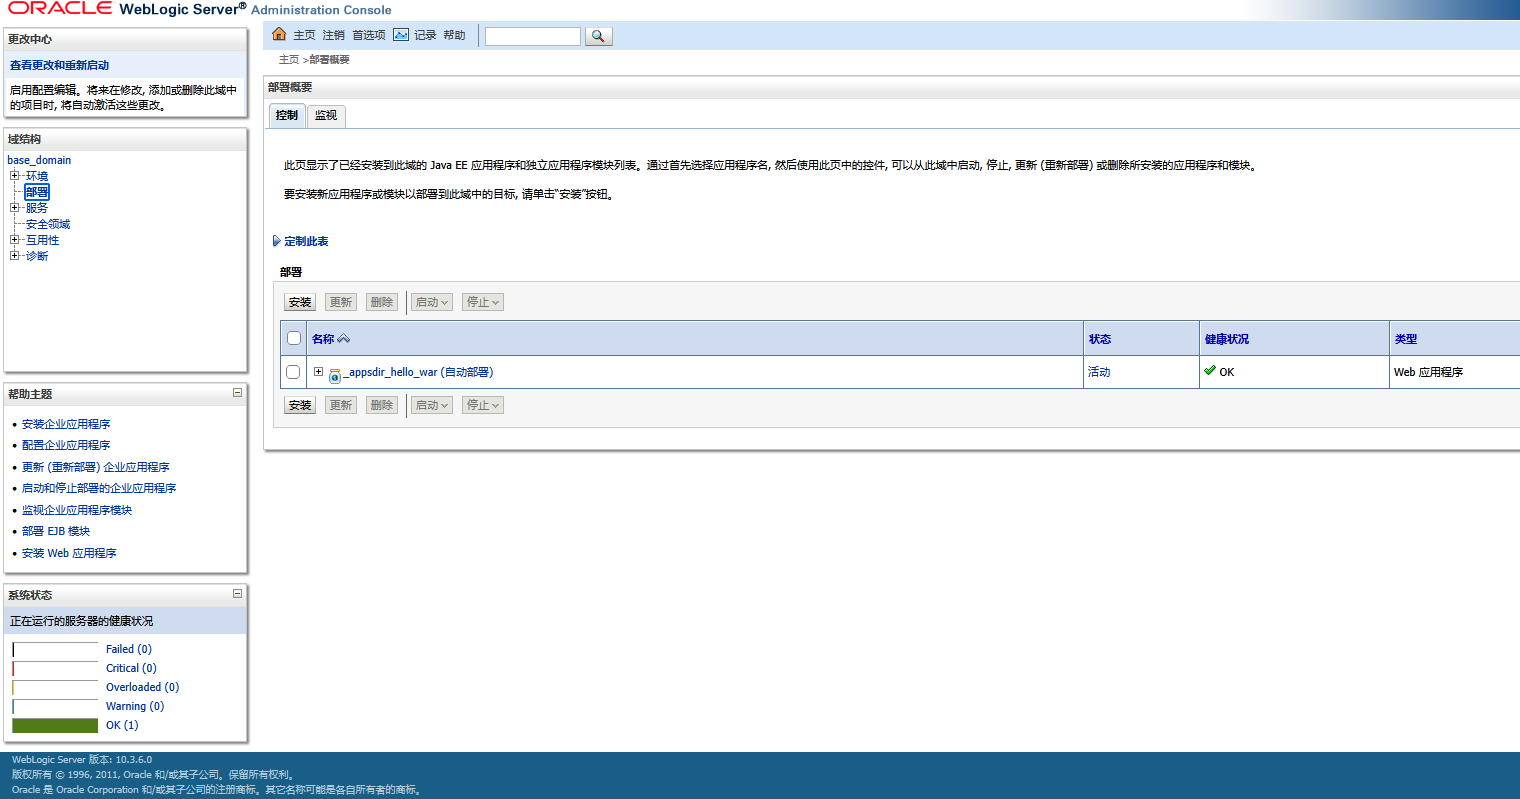 ORACLE WebLogic Server® Administration Console
更改中心
查看更改和重新启动
启用配置编辑。将来在修改, 添加或删除此域中
的项目时, 将自动激活这些更改。
域结构
base_domain
环境
部署
服务
安全领域
互用性
诊断
帮助主题
安装企业应用程序
配置企业应用程序
更新 (重新部署) 企业应用程序
启动和停止部署的企业应用程序
监视企业应用程序模块
部署 EJB 模块
安装 Web 应用程序
系统状态
正在运行的服务器的健康状况
Failed (0)
Critical (0)
Overloaded (0)
Warning (0)
OK (1)
主页 注销 首选项 记录 帮助
主页 >部署概要
部署概要
控制 监视
此页显示了已经安装到此域的 Java EE 应用程序和独立应用程序模块列表。通过首先选择应用程序名, 然后使用此页中的控件, 可以从此域中启动, 停止, 更新 (重新部署) 或删除所安装的应用程序和模块。
要安装新应用程序或模块以部署到此域中的目标, 请单击“安装”按钮。
定制此表
部署
安装 更新 删除 启动 停止
名称 状态 健康状况 类型
_appsdir_hello_war (自动部署) 活动 OK Web 应用程序
安装 更新 删除 启动 停止
WebLogic Server 版本: 10.3.6.0
版权所有 © 1996, 2011, Oracle 和/或其子公司。保留所有权利。
Oracle 是 Oracle Corporation 和/或其子公司的注册商标。其它名称可能是各自所有者的商标。